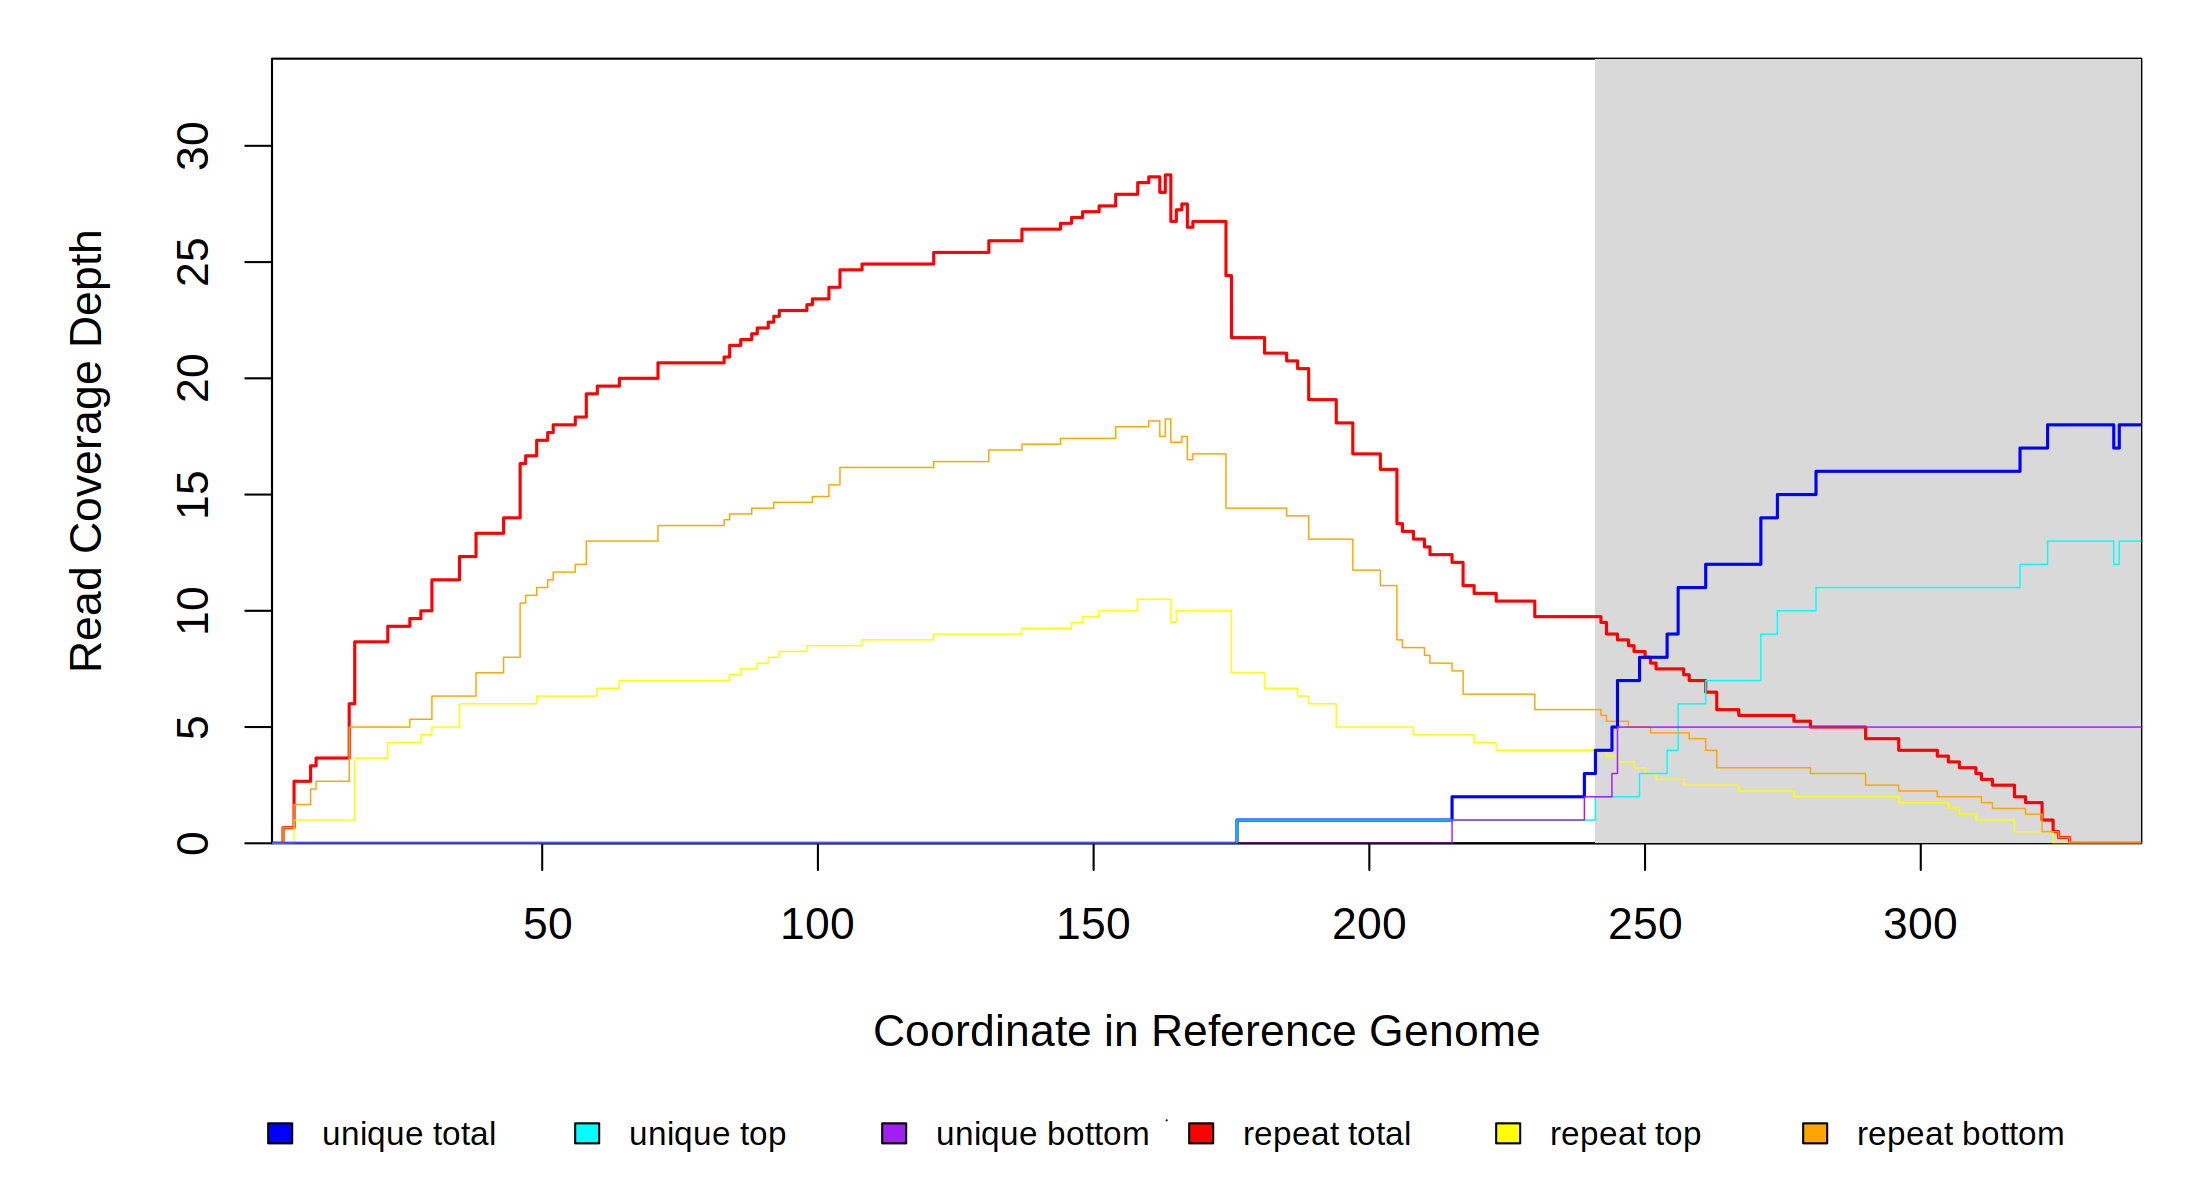 30
25
20
15
10
5
0
Read Coverage Depth
50 100 150 200 250 300
Coordinate in Reference Genome
unique total unique top unique bottom repeat total repeat top repeat bottom